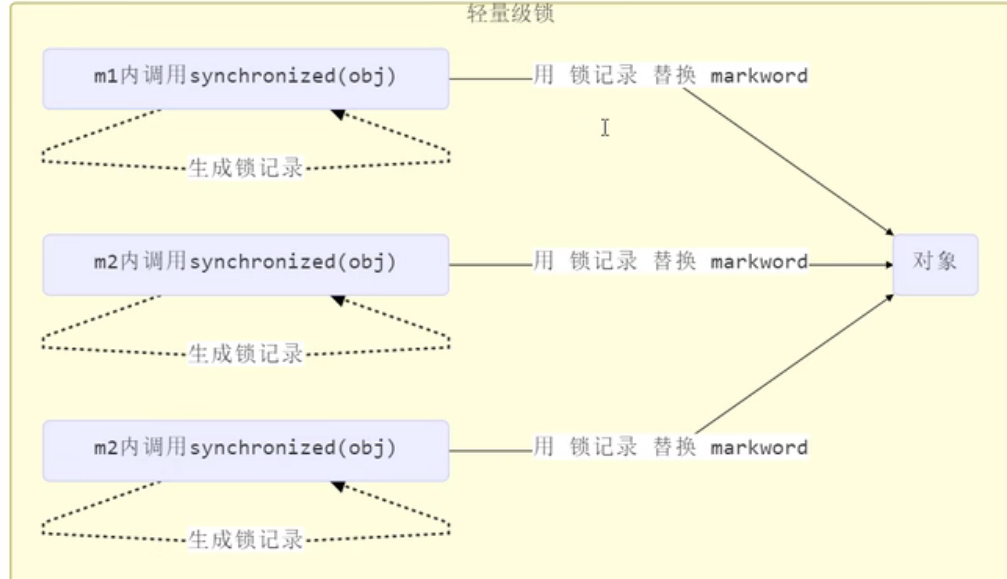 轻量级锁
m1内调用synchronized(obj)
用 锁记录 替换 markword
生成锁记录
m2内调用synchronized(obj)
用 锁记录 替换 markword
对象
生成锁记录
m2内调用synchronized(obj)
用 锁记录 替换 markword
生成锁记录